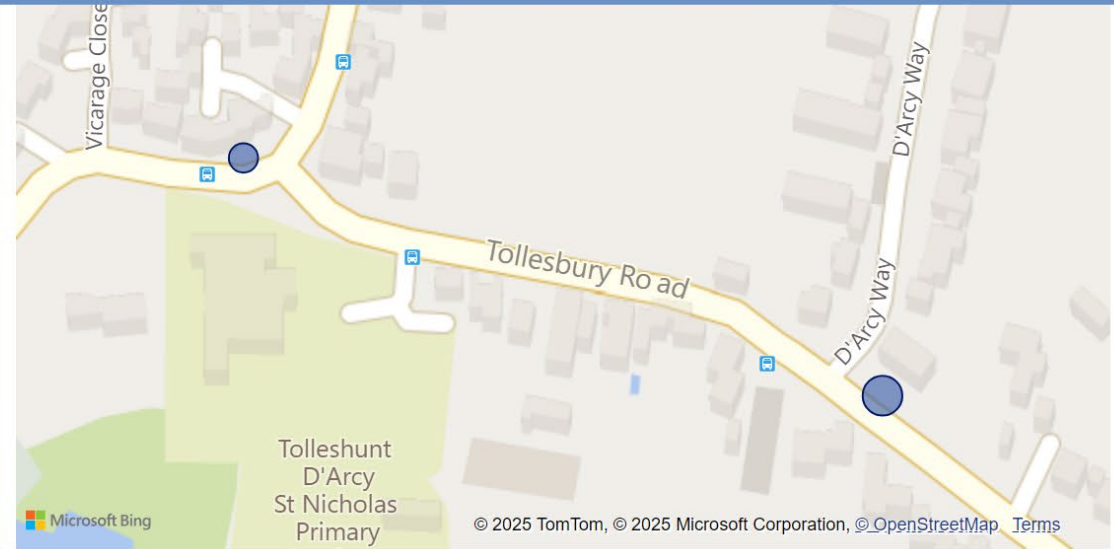 Vicarage Close
D'Arcy Way
Tollesbury Road
D'Arcy Way
Tolleshunt
D'Arcy
St Nicholas
Primary
Microsoft Bing
© 2025 TomTom, © 2025 Microsoft Corporation, © OpenStreetMap Terms